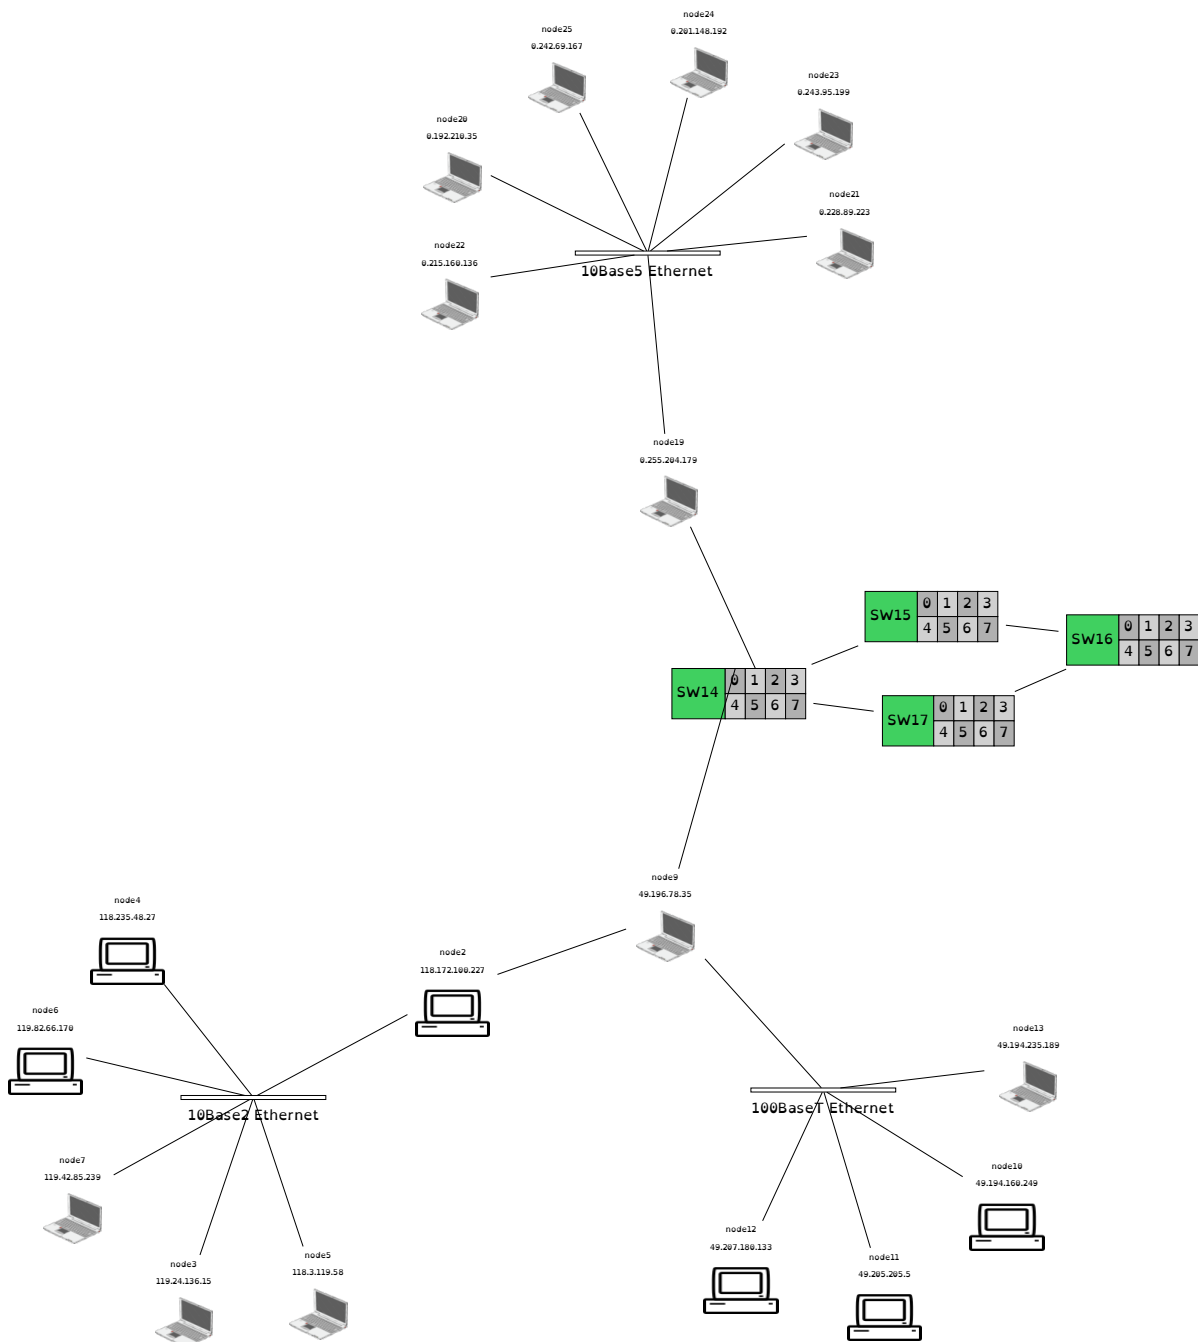 node24
0.201.148.192
node25
0.242.69.167
node23
0.243.95.199
node20
0.192.210.35
node21
0.228.89.223
node22
0.215.160.136
10Base5 Ethernet
node19
0.255.204.179
SW15
0 1 2 3
4 5 6 7
SW16
0 1 2 3
4 5 6 7
SW14
0 1 2 3
4 5 6 7
SW17
0 1 2 3
4 5 6 7
node9
49.196.78.35
node4
118.235.48.27
node2
118.172.100.227
node6
119.82.66.170
node13
49.194.235.189
10Base2 Ethernet
100BaseT Ethernet
node7
119.42.85.239
node10
49.194.160.249
node12
49.207.180.133
node3
119.24.136.15
node5
118.3.119.58
node11
49.205.205.5